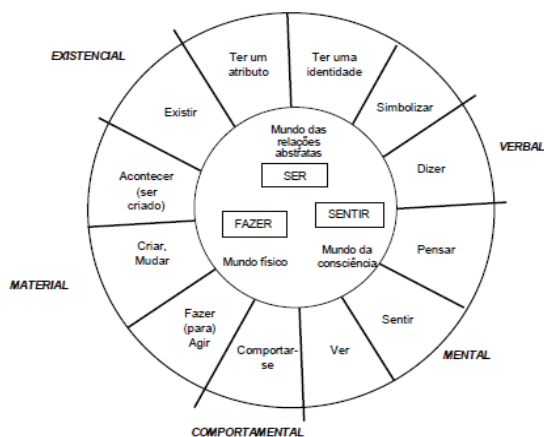 EXISTENCIAL
Ter um
atributo
Ter uma
identidade
Simbolizar
VERBAL
Existir
Dizer
Mundo das
relações
abstratas
SER
Acontecer
(ser
criado)
FAZER
SENTIR
Pensar
Criar,
Mudar
Mundo físico
Mundo da
consciência
MATERIAL
Fazer
(para)
Agir
Sentir
Comportar-
se
Ver
MENTAL
COMPORTAMENTAL